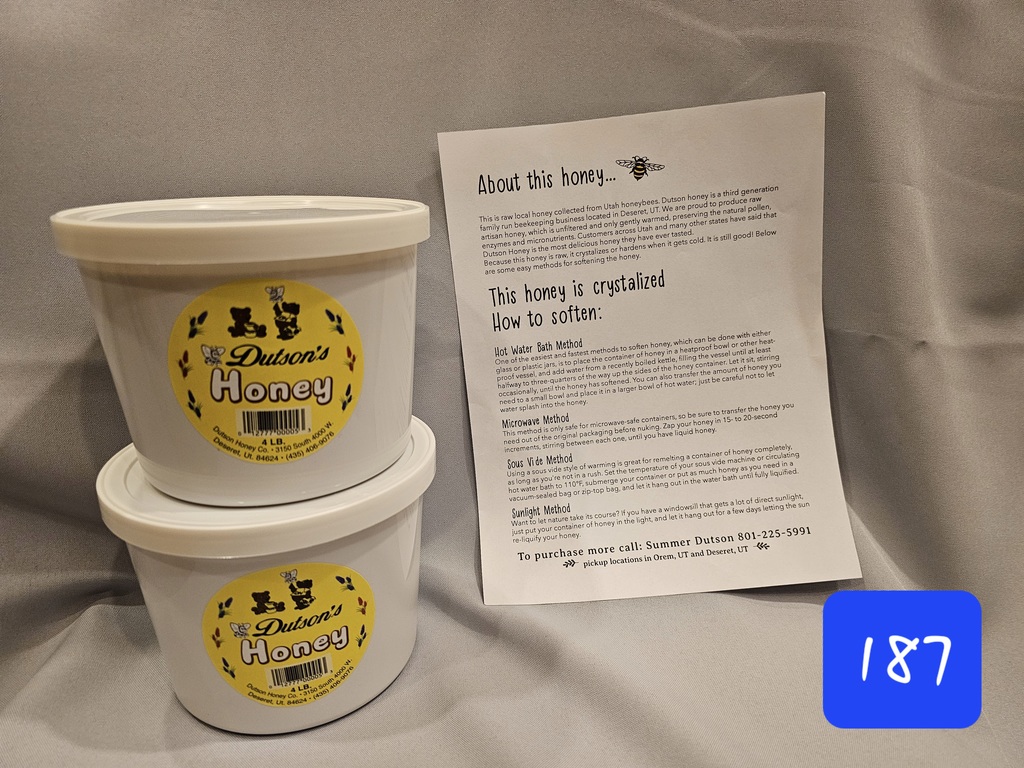 Dutson's
Honey
4 LB.
Dutson Honey Co. • 3150 South 4000 W.
Deseret, Ut. 84624 • (435) 406-9076
Dutson's
Honey
4 LB.
Dutson Honey Co. • 3150 South 4000 W.
Deseret, Ut. 84624 • (435) 406-9076
About this honey...
This is raw local honey collected from Utah honeybees. Dutson honey is a third generation
family run beekeeping business located in Deseret, UT. We are proud to produce raw
artisan honey, which is unfiltered and only gently warmed, preserving the natural pollen,
enzymes and micronutrients. Customers across Utah and many other states have said that
Dutson Honey is the most delicious honey they have ever tasted.
Because this honey is raw, it crystalizes or hardens when it gets cold. It is still good! Below
are some easy methods for softening the honey.
This honey is crystalized
How to soften:
Hot Water Bath Method
One of the easiest and fastest methods to soften honey, which can be done with either
glass or plastic jars, is to place the container of honey in a heatproof bowl or other heat-
proof vessel, and add water from a recently boiled kettle, filling the vessel until at least
halfway to three-quarters of the way up the sides of the honey container. Let it sit, stirring
occasionally, until the honey has softened. You can also transfer the amount of honey you
need to a small bowl and place it in a larger bowl of hot water; just be careful not to let
water splash into the honey.
Microwave Method
This method is only safe for microwave-safe containers, so be sure to transfer the honey you
need out of the original packaging before nuking. Zap your honey in 15- to 20-second
increments, stirring between each one, until you have liquid honey.
Sous Vide Method
Using a sous vide style of warming is great for remelting a container of honey completely,
as long as you're not in a rush. Set the temperature of your sous vide machine or circulating
hot water bath to 110°F, submerge your container or put as much honey as you need in a
vacuum-sealed bag or zip-top bag, and let it hang out in the water bath until fully liquified.
Sunlight Method
Want to let nature take its course? If you have a windowsill that gets a lot of direct sunlight,
just put your container of honey in the light, and let it hang out for a few days letting the sun
re-liquify your honey.
To purchase more call: Summer Dutson 801-225-5991
pickup locations in Orem, UT and Deseret, UT
187